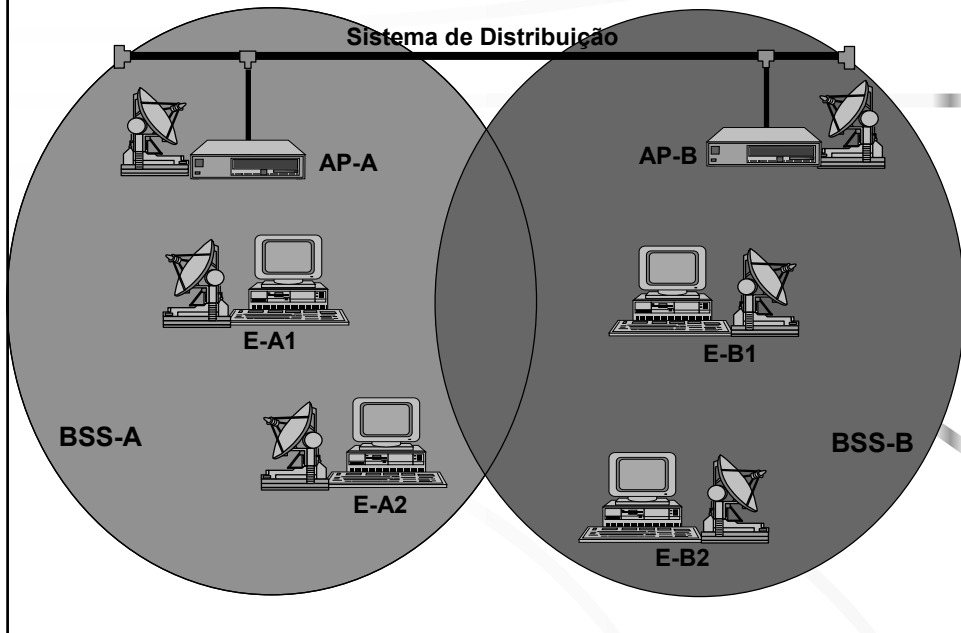 Sistema de Distribuição
AP-A
AP-B
E-A1
E-B1
BSS-A
BSS-B
E-A2
E-B2